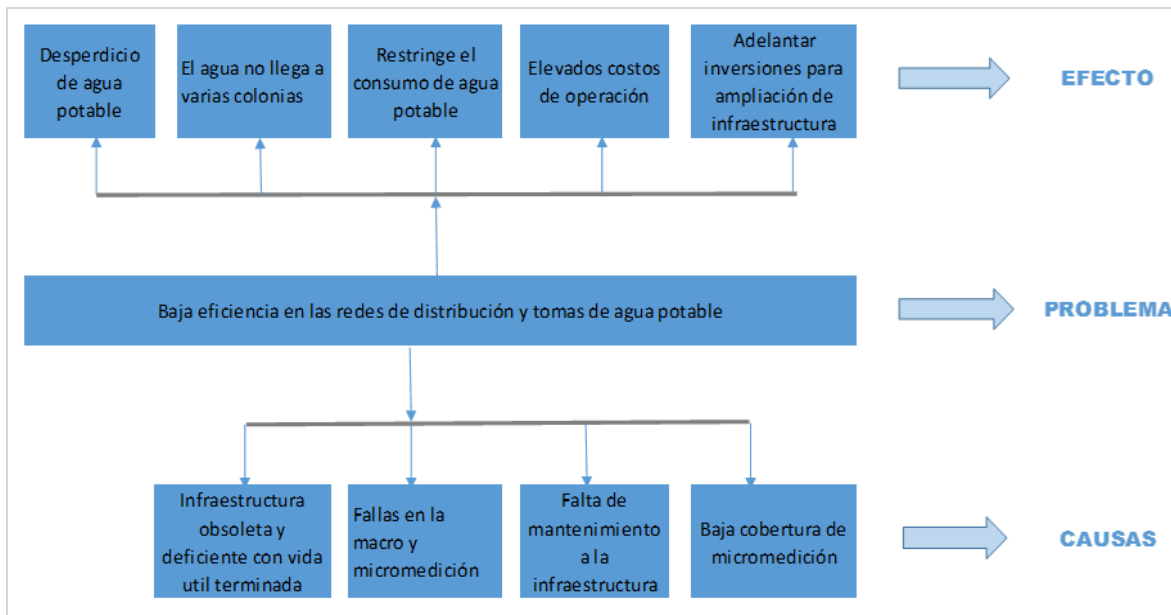 Desperdicio
de agua
potable
El agua no llega a
varias colonias
Restringe el
consumo de agua
potable
Elevados costos
de operación
Adelantar
inversiones para
ampliación de
infraestructura
EFECTO
Baja eficiencia en las redes de distribución y tomas de agua potable
PROBLEMA
Infraestructura
obsoleta y
deficiente con vida
util terminada
Fallas en la
macro y
micromedición
Falta de
mantenimiento
a la
infraestructura
Baja cobertura de
micromedición
CAUSAS